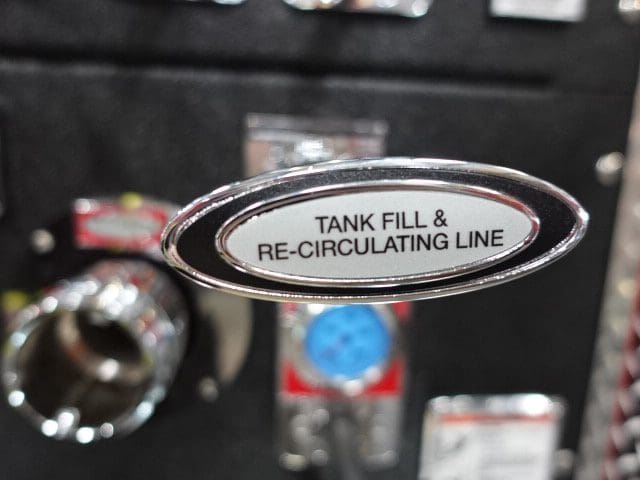 TANK FILL &
RE-CIRCULATING LINE